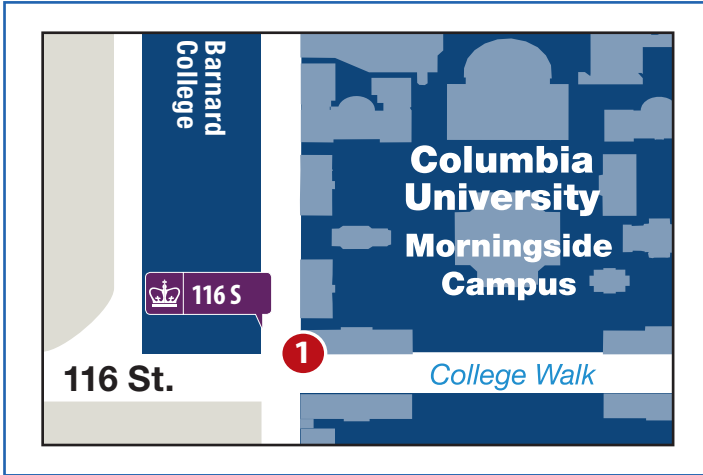 Barnard
College
Columbia
University
Morningside
Campus
116 S
1
116 St.
College Walk